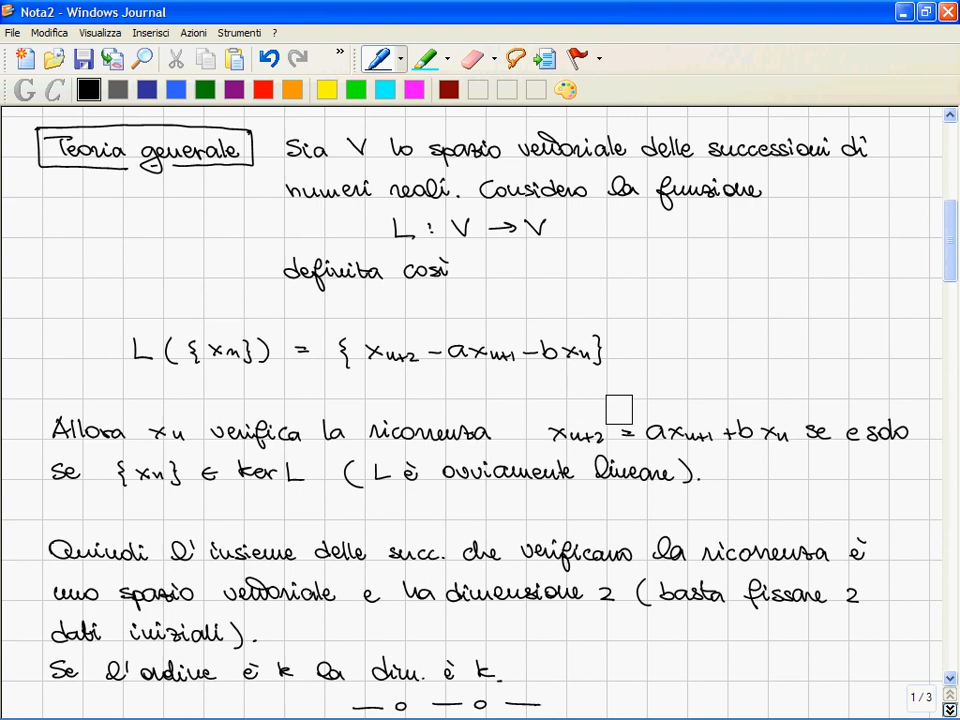 Nota2 - Windows Journal
File Modifica Visualizza Inserisci Azioni Strumenti ?
G C
Teoria generale Sia V lo spazio vettoriale delle successioni di
numeri reali. Considero la funzione
L : V → V
definita così
L ( { xn } ) = { xn+2 - axn+1 - bxn }
Allora xn verifica la ricorrenza xn+2 = axn+1 + b xn se e solo
se { xn } ∈ ker L ( L è ovviamente lineare ).
Quindi l' insieme delle succ. che verificano la ricorrenza è
uno spazio vettoriale e ha dimensione 2 ( basta fissare 2
dati iniziali ).
Se l'ordine è k la dim. è k.
— o — o —
1 / 3